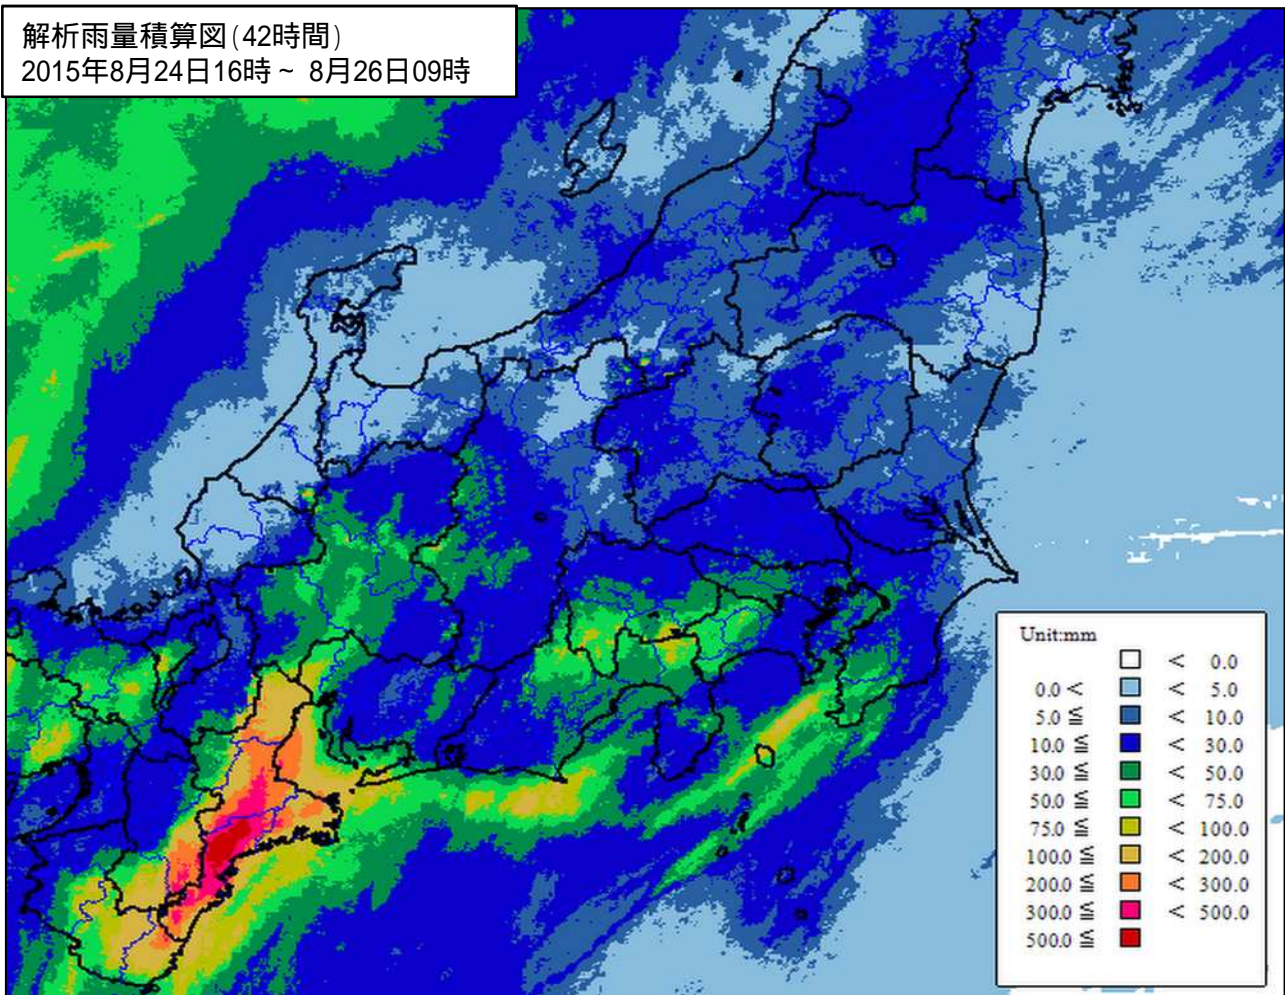 解析雨量積算図(42時間)
2015年8月24日16時~ 8月26日09時
Unit:mm
< 0.0
0.0 < < 5.0
5.0 ≦ < 10.0
10.0 ≦ < 30.0
30.0 ≦ < 50.0
50.0 ≦ < 75.0
75.0 ≦ < 100.0
100.0 ≦ < 200.0
200.0 ≦ < 300.0
300.0 ≦ < 500.0
500.0 ≦